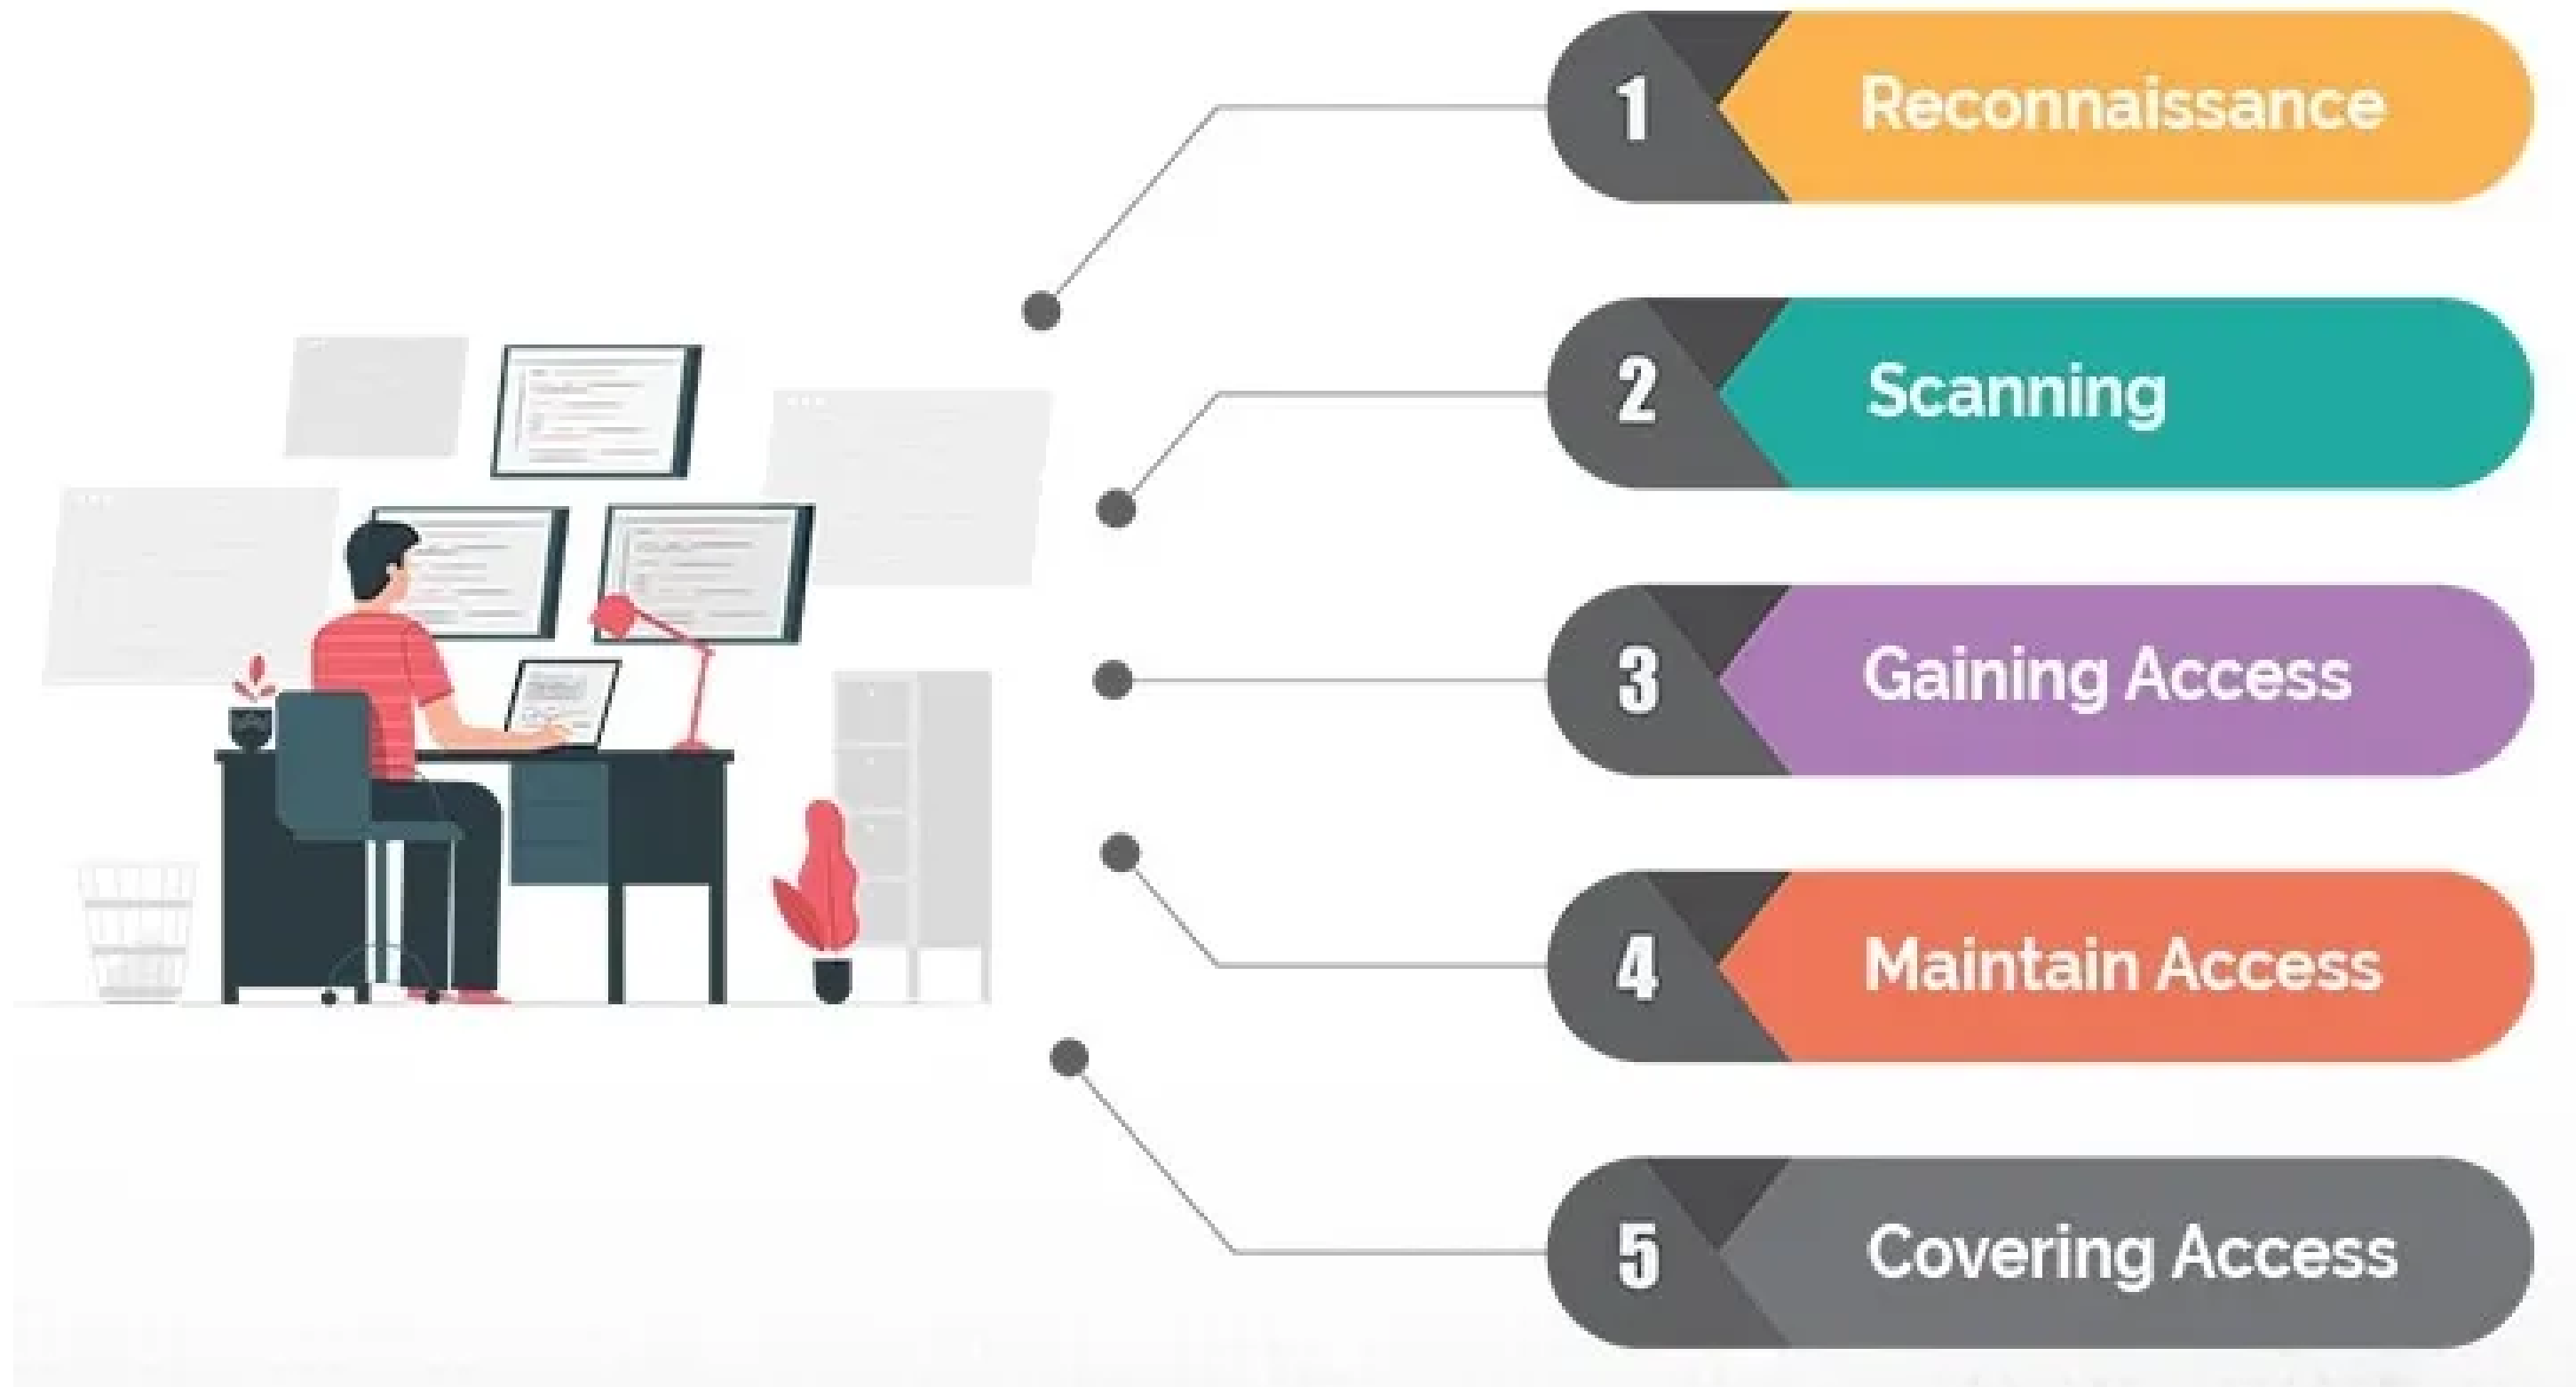 1
Reconnaissance
2
Scanning
3
Gaining Access
4
Maintain Access
5
Covering Access